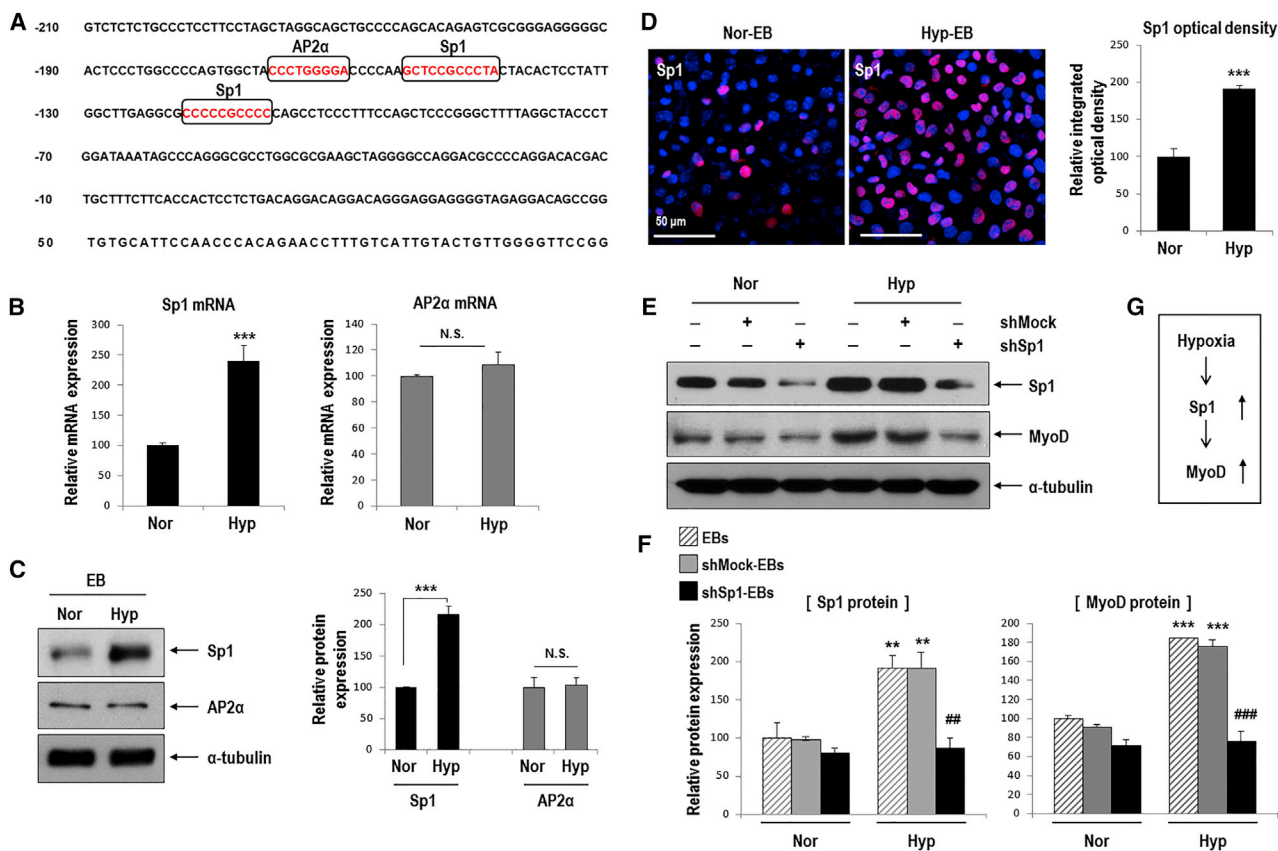 A
-210 GTCTCTCTGCCCTCCTTCCTAGCTAGGCAGCTGCCCCAGCACAGAGTCGCGGGAGGGGGC
AP2α Sp1
-190 ACTCCCTGGCCCCAGTGGCTACCCTGGGGACCCCAAGCTCCGCCCTACTACACTCCTATT
Sp1
-130 GGCTTGAGGCGCCCCCGCCCCCAGCCTCCCTTTCCAGCTCCCGGGCTTTTAGGCTACCCT
-70 GGATAAATAGCCCAGGGCGCCTGGCGCGAAGCTAGGGGCCAGGACGCCCCAGGACACGAC
-10 TGCTTTCTTCACCACTCCTCTGACAGGACAGGACAGGGAGGAGGGGTAGAGGACAGCCGG
50 TGTGCATTCCAACCCACAGAACCTTTGTCATTGTACTGTTGGGGTTCCGG
B
Sp1 mRNA
Relative mRNA expression
300
250
200
150
100
50
0
***
Nor Hyp
AP2α mRNA
Relative mRNA expression
140
120
100
80
60
40
20
0
N.S.
Nor Hyp
C
EB
Nor Hyp
Sp1
AP2α
α-tubulin
Relative protein expression
250
200
150
100
50
0
***
N.S.
Nor Hyp Nor Hyp
Sp1 AP2α
D
Nor-EB Hyp-EB
Sp1 Sp1
50 µm
Sp1 optical density
Relative integrated optical density
250
200
150
100
50
0
***
Nor Hyp
E
Nor Hyp
– + – – + – shMock
– – + – – + shSp1
Sp1
MyoD
α-tubulin
F
EBs
shMock-EBs
shSp1-EBs
[ Sp1 protein ]
Relative protein expression
250
200
150
100
50
0
** **
##
Nor Hyp
[ MyoD protein ]
200
180
160
140
120
100
80
60
40
20
0
*** ***
###
Nor Hyp
G
Hypoxia
Sp1
MyoD